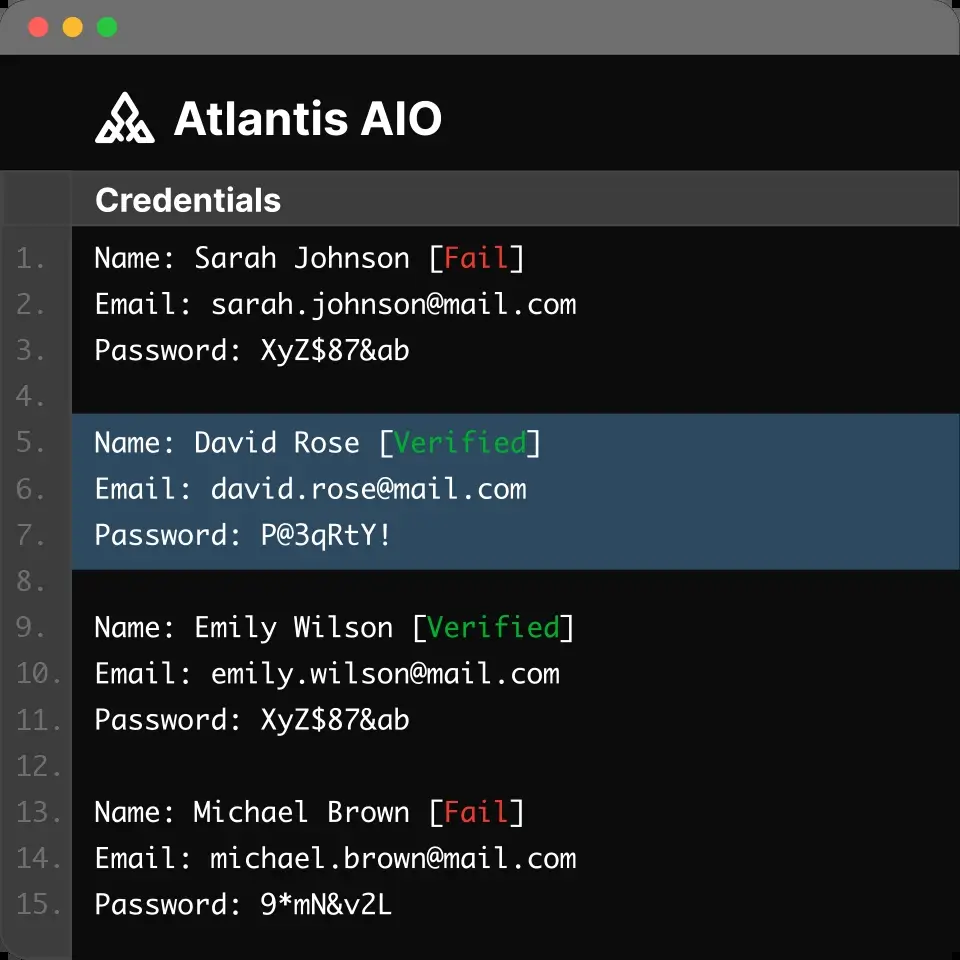 Atlantis AIO
Credentials
1. Name: Sarah Johnson [Fail]
2. Email: sarah.johnson@mail.com
3. Password: XyZ$87&ab
4.
5. Name: David Rose [Verified]
6. Email: david.rose@mail.com
7. Password: P@3qRtY!
8.
9. Name: Emily Wilson [Verified]
10. Email: emily.wilson@mail.com
11. Password: XyZ$87&ab
12.
13. Name: Michael Brown [Fail]
14. Email: michael.brown@mail.com
15. Password: 9*mN&v2L